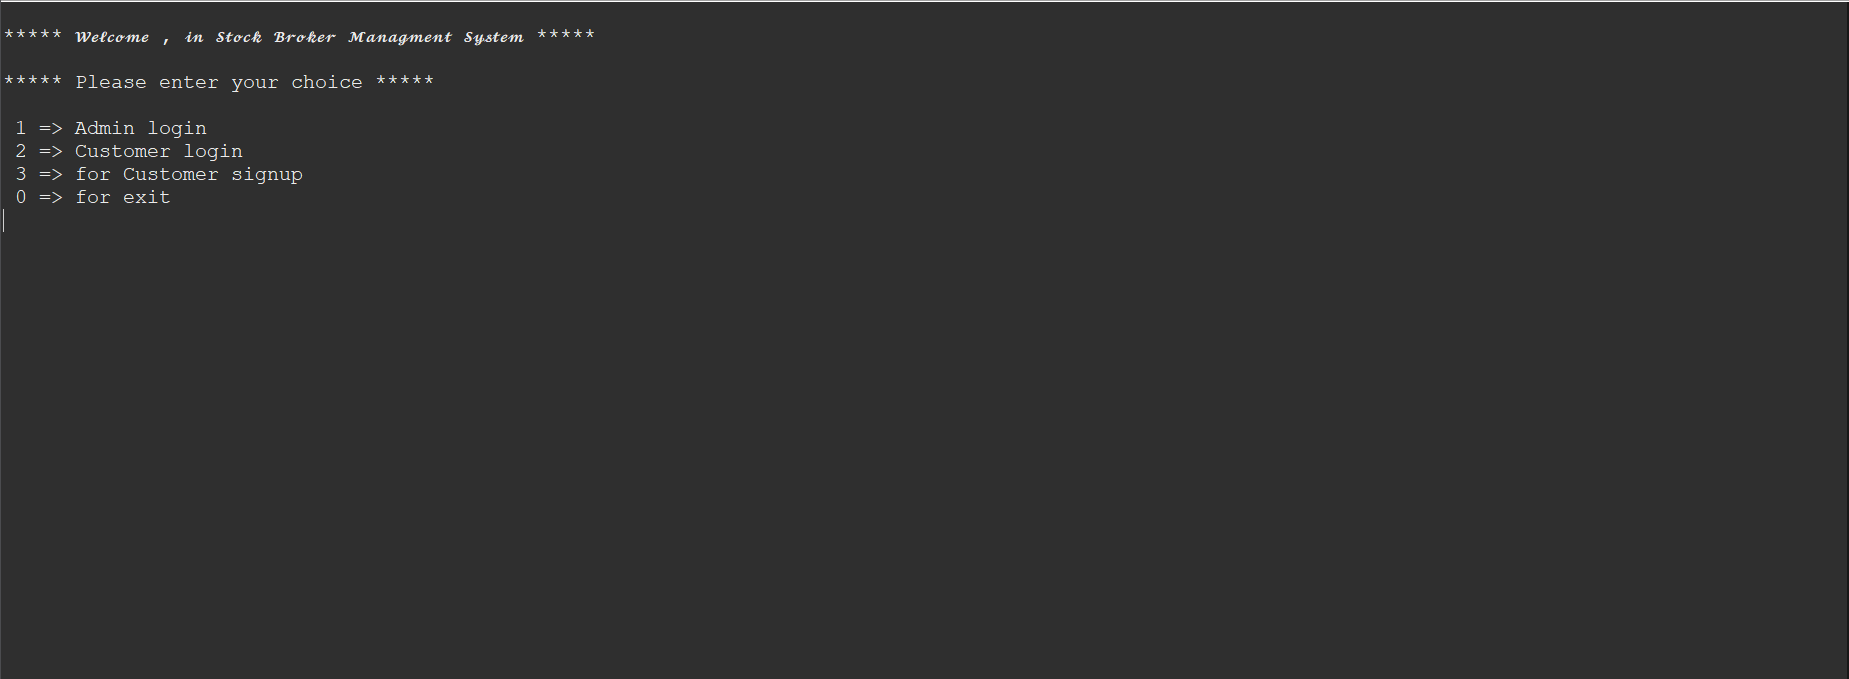 ***** Welcome , in Stock Broker Managment System *****
***** Please enter your choice *****
1 => Admin login
2 => Customer login
3 => for Customer signup
0 => for exit